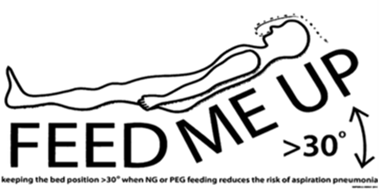 FEED ME UP
>30°
keeping the bed position >30° when NG or PEG feeding reduces the risk of aspiration pneumonia